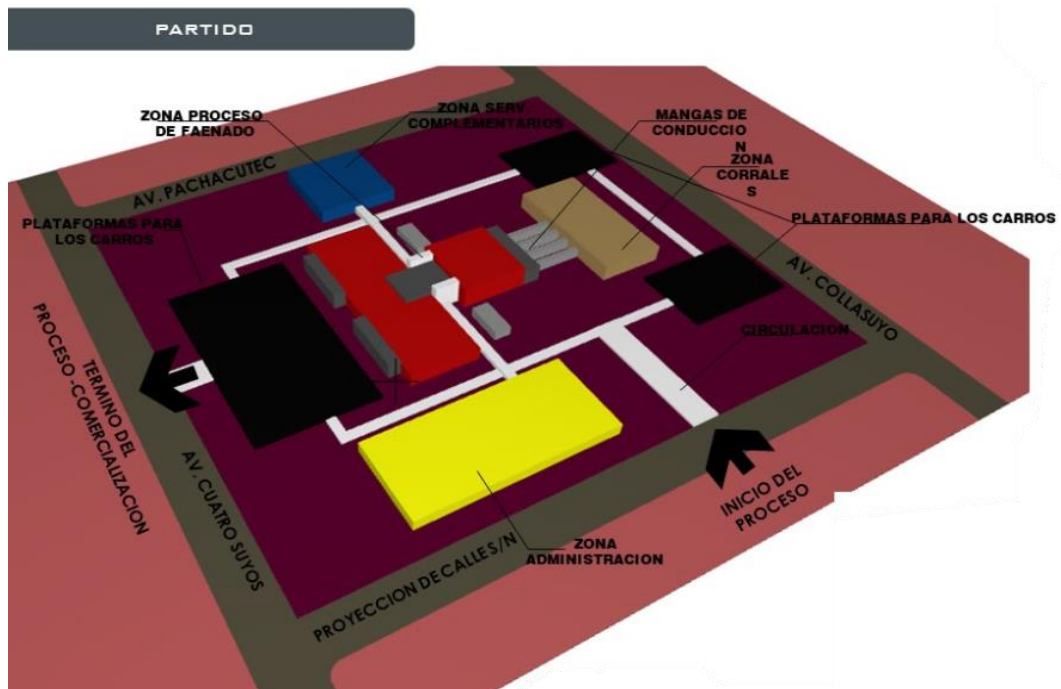 PARTIDO
ZONA PROCESO
DE FAENADO
ZONA SERV.
COMPLEMENTARIOS
MANGAS DE
CONDUCCIO
N
ZONA
CORRALE
S
AV. PACHACUTEC
PLATAFORMAS PARA
LOS CARROS
PLATAFORMAS PARA LOS CARROS
AV. COLLASUYO
CIRCULACION
TERMINO DEL
PROCESO -COMERCIALIZACION
AV. CUATRO SUYOS
INICIO DEL
PROCESO
ZONA
ADMINISTRACION
PROYECCION DE CALLE S/N